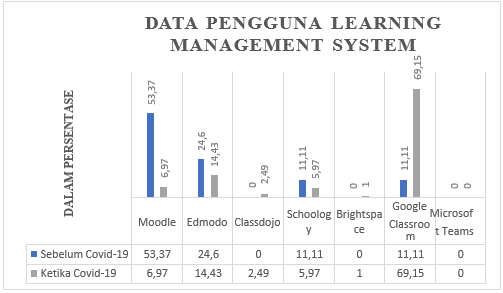 DATA PENGGUNA LEARNING
MANAGEMENT SYSTEM
DALAM PERSENTASE
53,37
6,97
24,6
14,43
0
2,49
11,11
5,97
0
1
11,11
69,15
0
0
Moodle
Edmodo
Classdojo
Schoolog
y
Brightspa
ce
Google
Classroo
m
Microsof
t Teams
Sebelum Covid-19 53,37 24,6 0 11,11 0 11,11 0
Ketika Covid-19 6,97 14,43 2,49 5,97 1 69,15 0